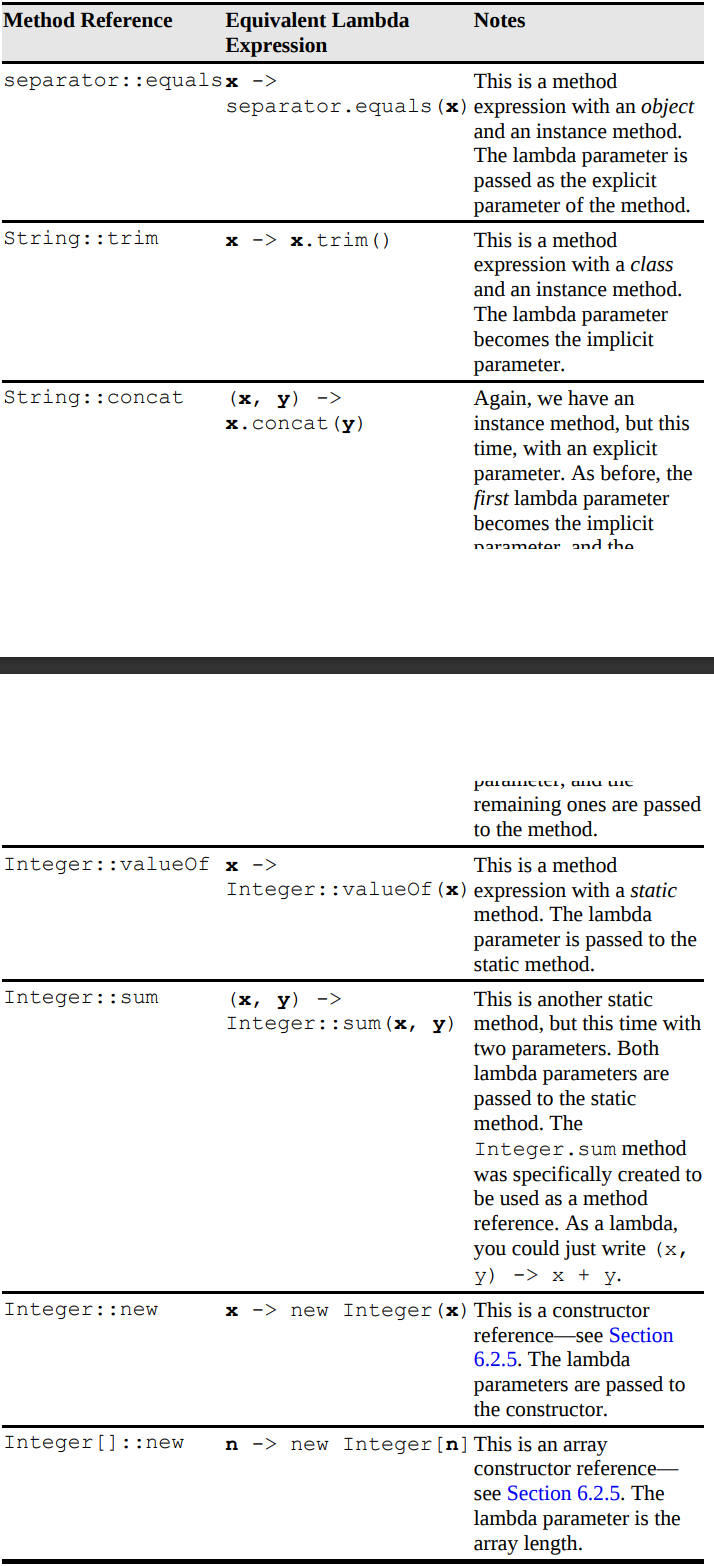 Method Reference Equivalent Lambda Expression Notes
separator::equals x -> separator.equals(x) This is a method
expression with an object
and an instance method.
The lambda parameter is
passed as the explicit
parameter of the method.
String::trim x -> x.trim() This is a method
expression with a class
and an instance method.
The lambda parameter
becomes the implicit
parameter.
String::concat (x, y) -> x.concat(y) Again, we have an
instance method, but this
time, with an explicit
parameter. As before, the
first lambda parameter
becomes the implicit
parameter, and the
parameter, and the
remaining ones are passed
to the method.
Integer::valueOf x -> Integer::valueOf(x) This is a method
expression with a static
method. The lambda
parameter is passed to the
static method.
Integer::sum (x, y) -> Integer::sum(x, y) This is another static
method, but this time with
two parameters. Both
lambda parameters are
passed to the static
method. The
Integer.sum method
was specifically created to
be used as a method
reference. As a lambda,
you could just write (x,
y) -> x + y.
Integer::new x -> new Integer(x) This is a constructor
reference—see Section
6.2.5. The lambda
parameters are passed to
the constructor.
Integer[]::new n -> new Integer[n] This is an array
constructor reference—
see Section 6.2.5. The
lambda parameter is the
array length.